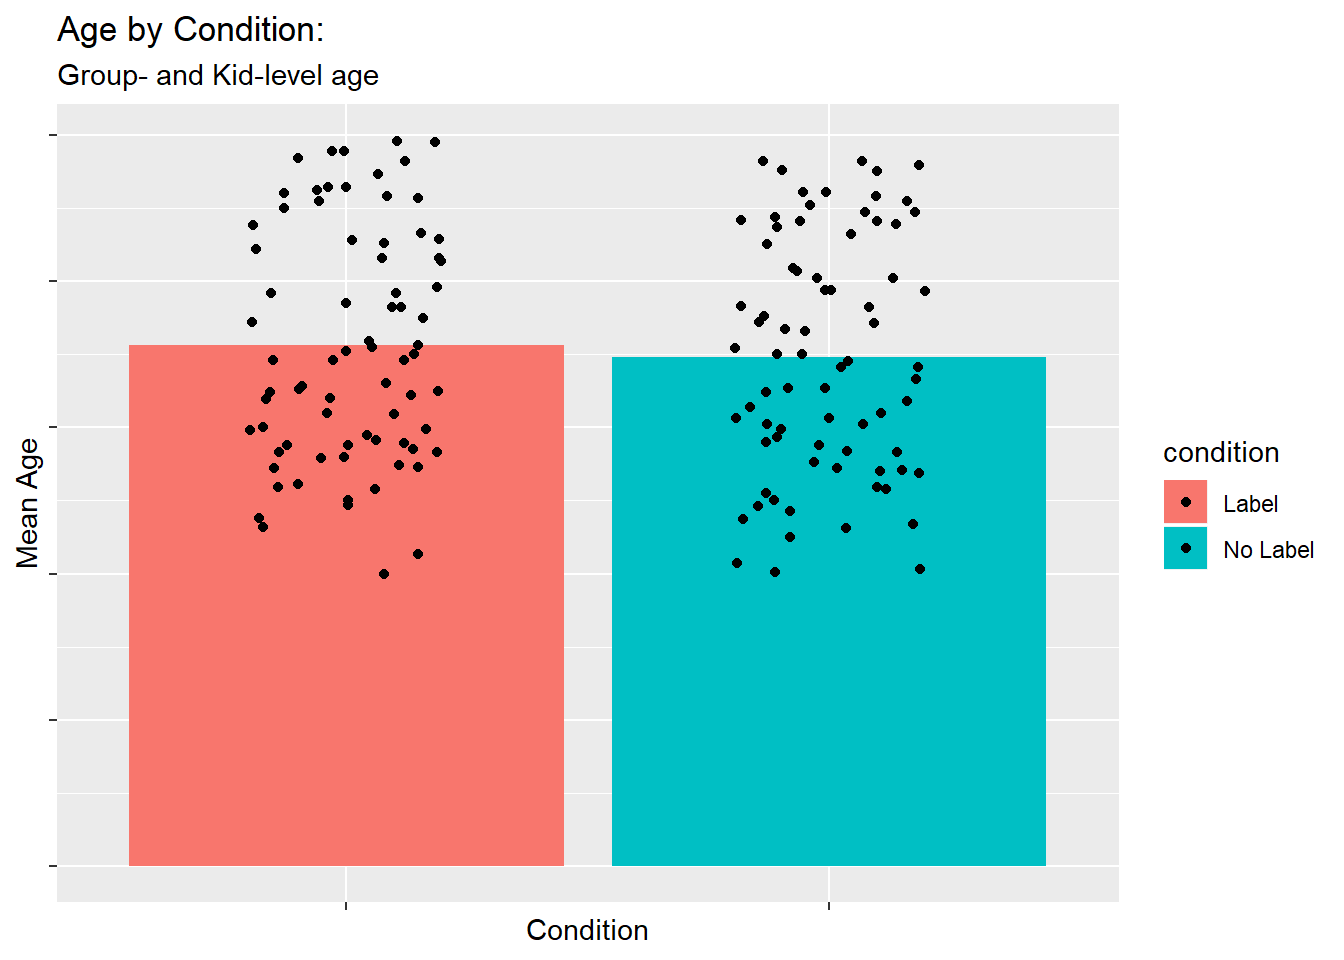 Age by Condition:
Group- and Kid-level age
Mean Age
Condition
condition
Label
No Label